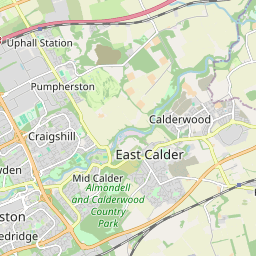 Uphall Station
Pumpherston
Calderwood
Craigshill
East Calder
Mid Calder
Almondell
and Calderwood
Country
Park